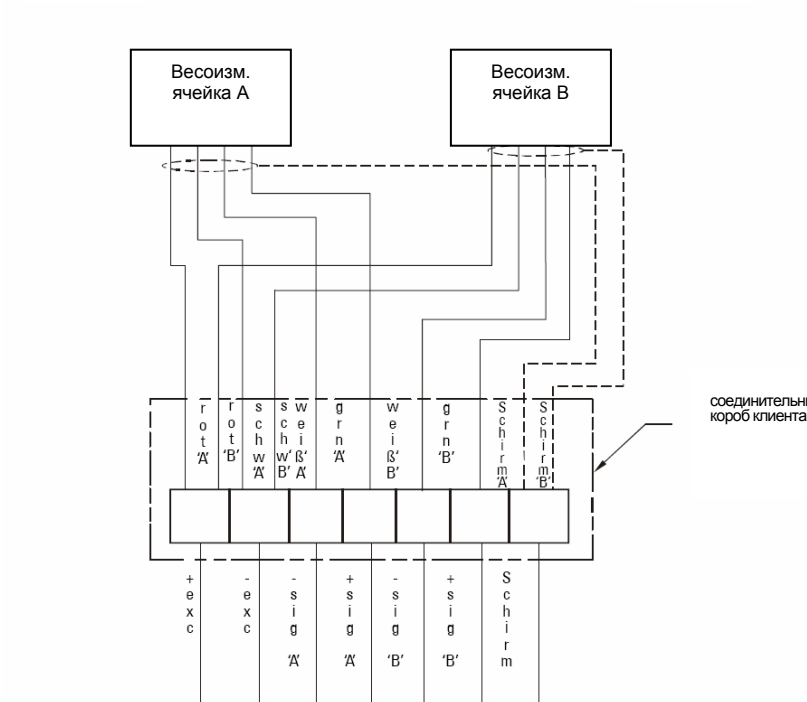 Весоизм.
ячейка А
Весоизм.
ячейка В
соединительн
короб клиента
rot'A'
rot'B'
schw'A'
schw'B'
weiß'A'
grn'A'
weiß'B'
grn'B'
Schirm'A'
Schirm'B'
+exc
-exc
-sig 'A'
+sig 'A'
-sig 'B'
+sig 'B'
Schirm